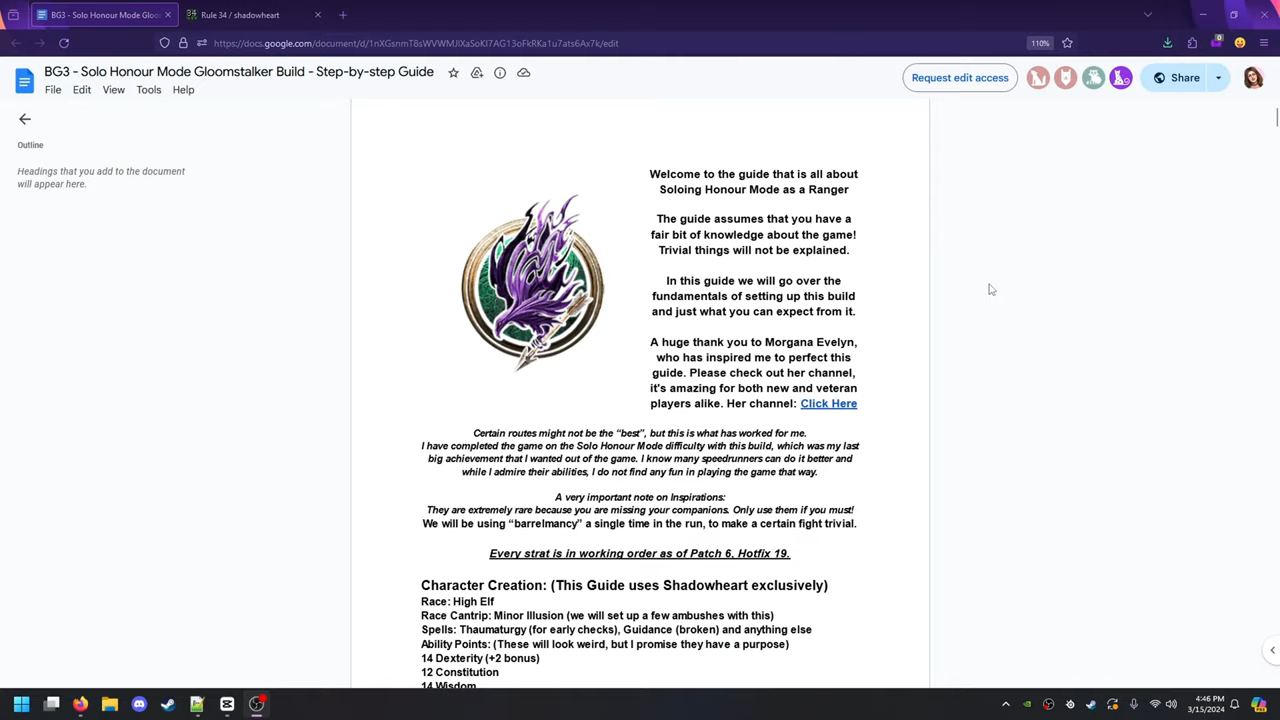 BG3 - Solo Honour Mode Gloo
Rule 34 / shadowheart
https://docs.google.com/document/d/1nXGsnmT8sWVWMJlXaSoKI7AG13oFkRKa1u7ats6Ax7k/edit
110%
0
BG3 - Solo Honour Mode Gloomstalker Build - Step-by-step Guide
File Edit View Tools Help
Request edit access
Share
Outline
Headings that you add to the document
will appear here.
Welcome to the guide that is all about
Soloing Honour Mode as a Ranger
The guide assumes that you have a
fair bit of knowledge about the game!
Trivial things will not be explained.
In this guide we will go over the
fundamentals of setting up this build
and just what you can expect from it.
A huge thank you to Morgana Evelyn,
who has inspired me to perfect this
guide. Please check out her channel,
it's amazing for both new and veteran
players alike. Her channel: Click Here
Certain routes might not be the “best”, but this is what has worked for me.
I have completed the game on the Solo Honour Mode difficulty with this build, which was my last
big achievement that I wanted out of the game. I know many speedrunners can do it better and
while I admire their abilities, I do not find any fun in playing the game that way.
A very important note on Inspirations:
They are extremely rare because you are missing your companions. Only use them if you must!
We will be using “barrelmancy” a single time in the run, to make a certain fight trivial.
Every strat is in working order as of Patch 6, Hotfix 19.
Character Creation: (This Guide uses Shadowheart exclusively)
Race: High Elf
Race Cantrip: Minor Illusion (we will set up a few ambushes with this)
Spells: Thaumaturgy (for early checks), Guidance (broken) and anything else
Ability Points: (These will look weird, but I promise they have a purpose)
14 Dexterity (+2 bonus)
12 Constitution
14 Wisdom
4:46 PM
3/15/2024